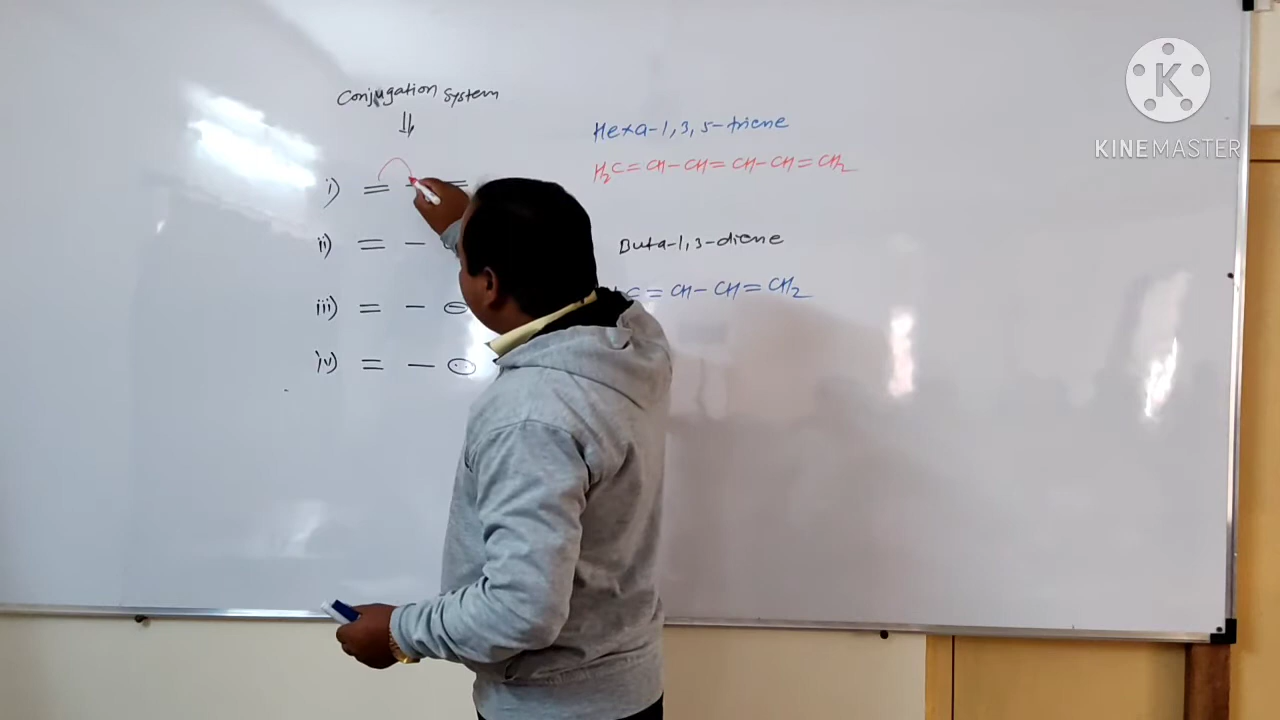 Conjugation System
⇓
i) = - =
ii) = -
iii) = - ⊖
iv) = -
Hexa-1,3,5-triene
H₂C=CH-CH=CH-CH=CH₂
Buta-1,3-diene
C=CH-CH=CH₂
K
KINEMASTER